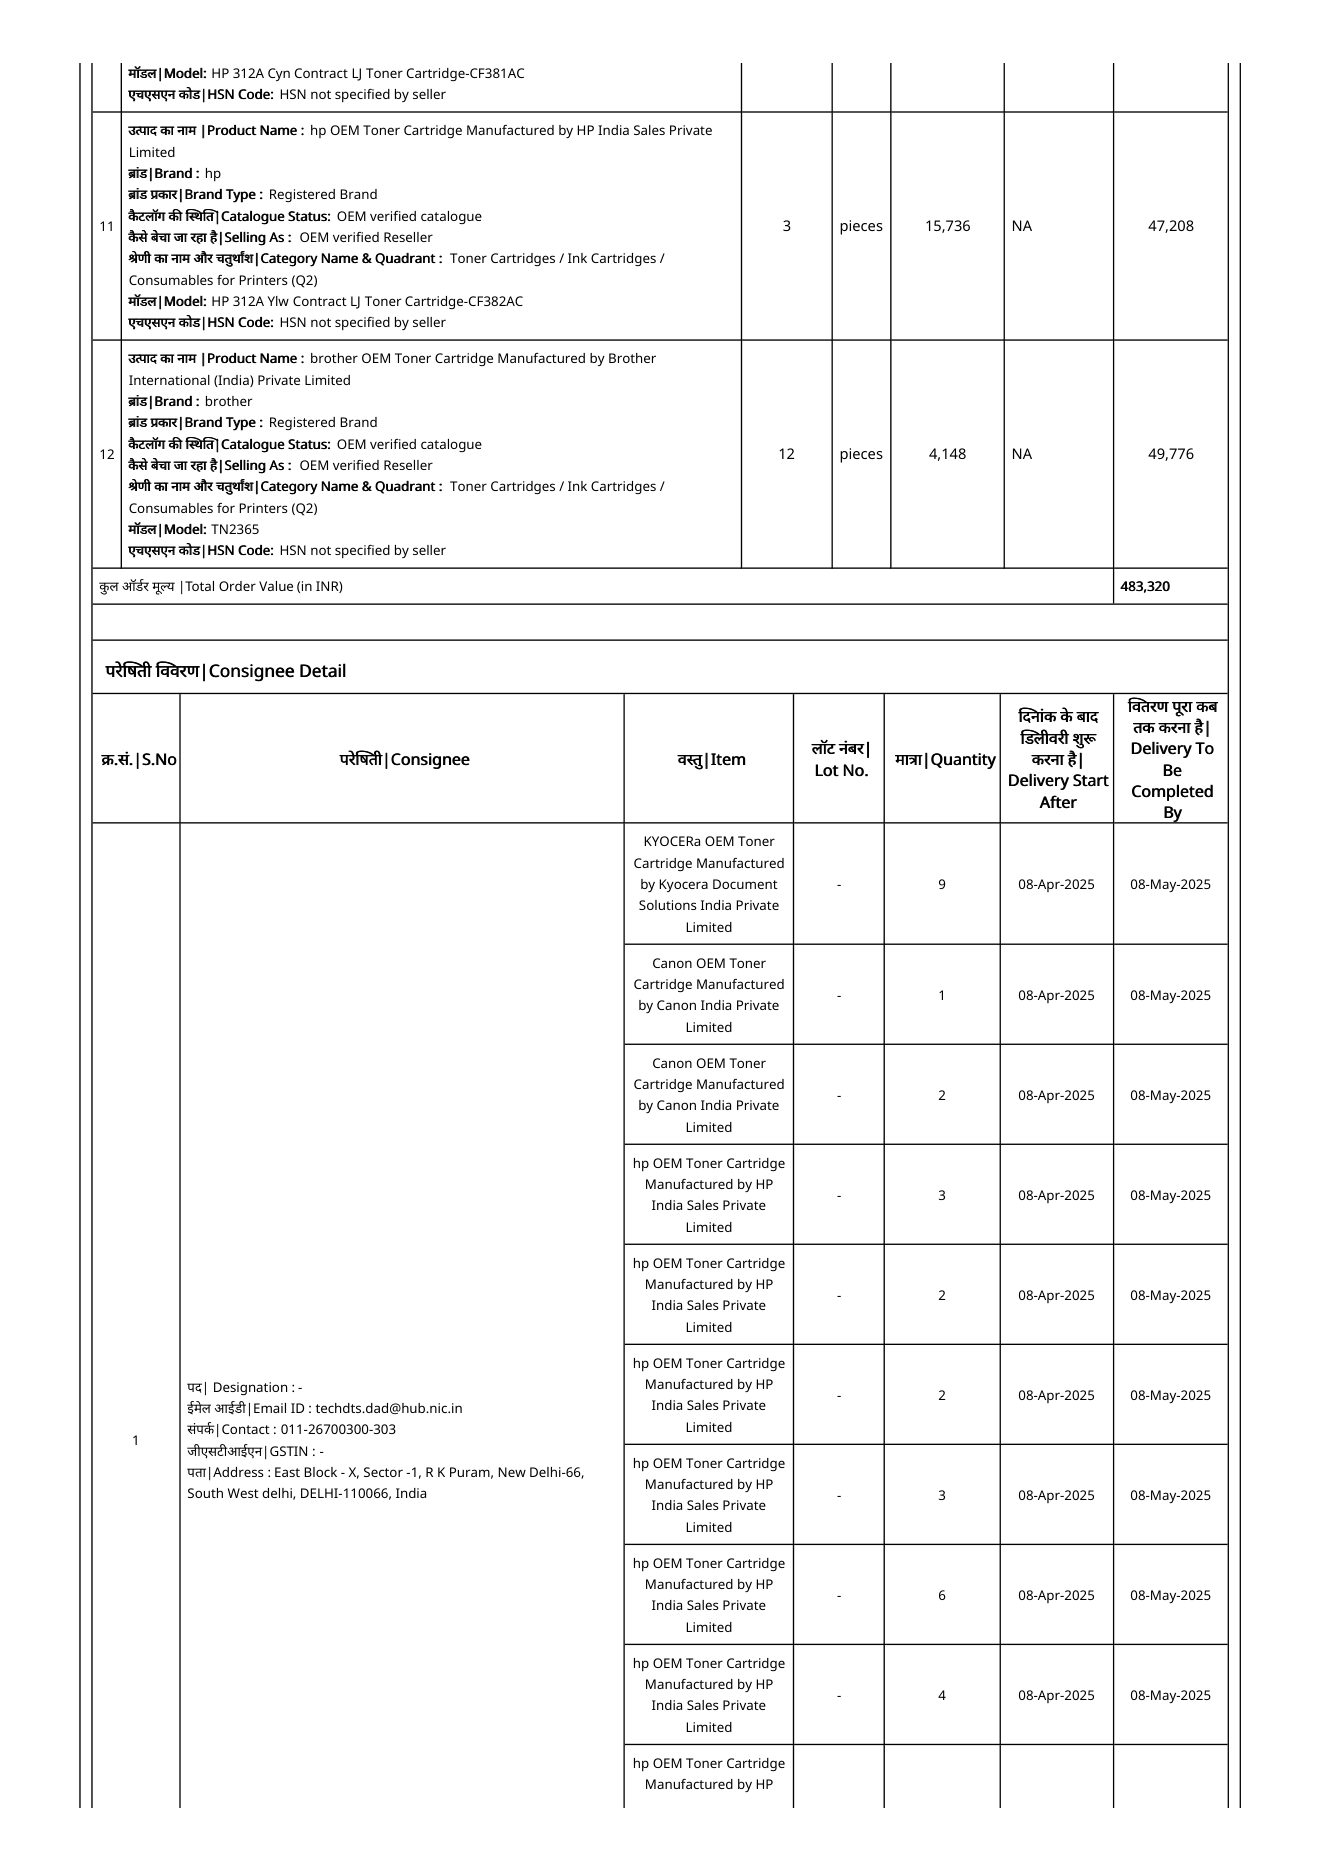 मॉडल|Model: HP 312A Cyn Contract LJ Toner Cartridge-CF381AC
एचएसएन कोड|HSN Code: HSN not specified by seller
11
उत्पाद का नाम |Product Name : hp OEM Toner Cartridge Manufactured by HP India Sales Private
Limited
ब्रांड|Brand : hp
ब्रांड प्रकार|Brand Type : Registered Brand
कैटलॉग की स्थिति|Catalogue Status: OEM verified catalogue
कैसे बेचा जा रहा है|Selling As : OEM verified Reseller
श्रेणी का नाम और चतुर्थांश|Category Name & Quadrant : Toner Cartridges / Ink Cartridges /
Consumables for Printers (Q2)
मॉडल|Model: HP 312A Ylw Contract LJ Toner Cartridge-CF382AC
एचएसएन कोड|HSN Code: HSN not specified by seller
3 pieces 15,736 NA 47,208
12
उत्पाद का नाम |Product Name : brother OEM Toner Cartridge Manufactured by Brother
International (India) Private Limited
ब्रांड|Brand : brother
ब्रांड प्रकार|Brand Type : Registered Brand
कैटलॉग की स्थिति|Catalogue Status: OEM verified catalogue
कैसे बेचा जा रहा है|Selling As : OEM verified Reseller
श्रेणी का नाम और चतुर्थांश|Category Name & Quadrant : Toner Cartridges / Ink Cartridges /
Consumables for Printers (Q2)
मॉडल|Model: TN2365
एचएसएन कोड|HSN Code: HSN not specified by seller
12 pieces 4,148 NA 49,776
कुल ऑर्डर मूल्य |Total Order Value (in INR) 483,320
परेषिती विवरण|Consignee Detail
क्र.सं.|S.No
परेषिती|Consignee
वस्तु|Item
लॉट नंबर|
Lot No.
मात्रा|Quantity
दिनांक के बाद
डिलीवरी शुरू
करना है|
Delivery Start
After
वितरण पूरा कब
तक करना है|
Delivery To
Be
Completed
By
1
पद| Designation : -
ईमेल आईडी|Email ID : techdts.dad@hub.nic.in
संपर्क|Contact : 011-26700300-303
जीएसटीआईएन|GSTIN : -
पता|Address : East Block - X, Sector -1, R K Puram, New Delhi-66,
South West delhi, DELHI-110066, India
KYOCERa OEM Toner
Cartridge Manufactured
by Kyocera Document
Solutions India Private
Limited
- 9 08-Apr-2025 08-May-2025
Canon OEM Toner
Cartridge Manufactured
by Canon India Private
Limited
- 1 08-Apr-2025 08-May-2025
Canon OEM Toner
Cartridge Manufactured
by Canon India Private
Limited
- 2 08-Apr-2025 08-May-2025
hp OEM Toner Cartridge
Manufactured by HP
India Sales Private
Limited
- 3 08-Apr-2025 08-May-2025
hp OEM Toner Cartridge
Manufactured by HP
India Sales Private
Limited
- 2 08-Apr-2025 08-May-2025
hp OEM Toner Cartridge
Manufactured by HP
India Sales Private
Limited
- 2 08-Apr-2025 08-May-2025
hp OEM Toner Cartridge
Manufactured by HP
India Sales Private
Limited
- 3 08-Apr-2025 08-May-2025
hp OEM Toner Cartridge
Manufactured by HP
India Sales Private
Limited
- 6 08-Apr-2025 08-May-2025
hp OEM Toner Cartridge
Manufactured by HP
India Sales Private
Limited
- 4 08-Apr-2025 08-May-2025
hp OEM Toner Cartridge
Manufactured by HP